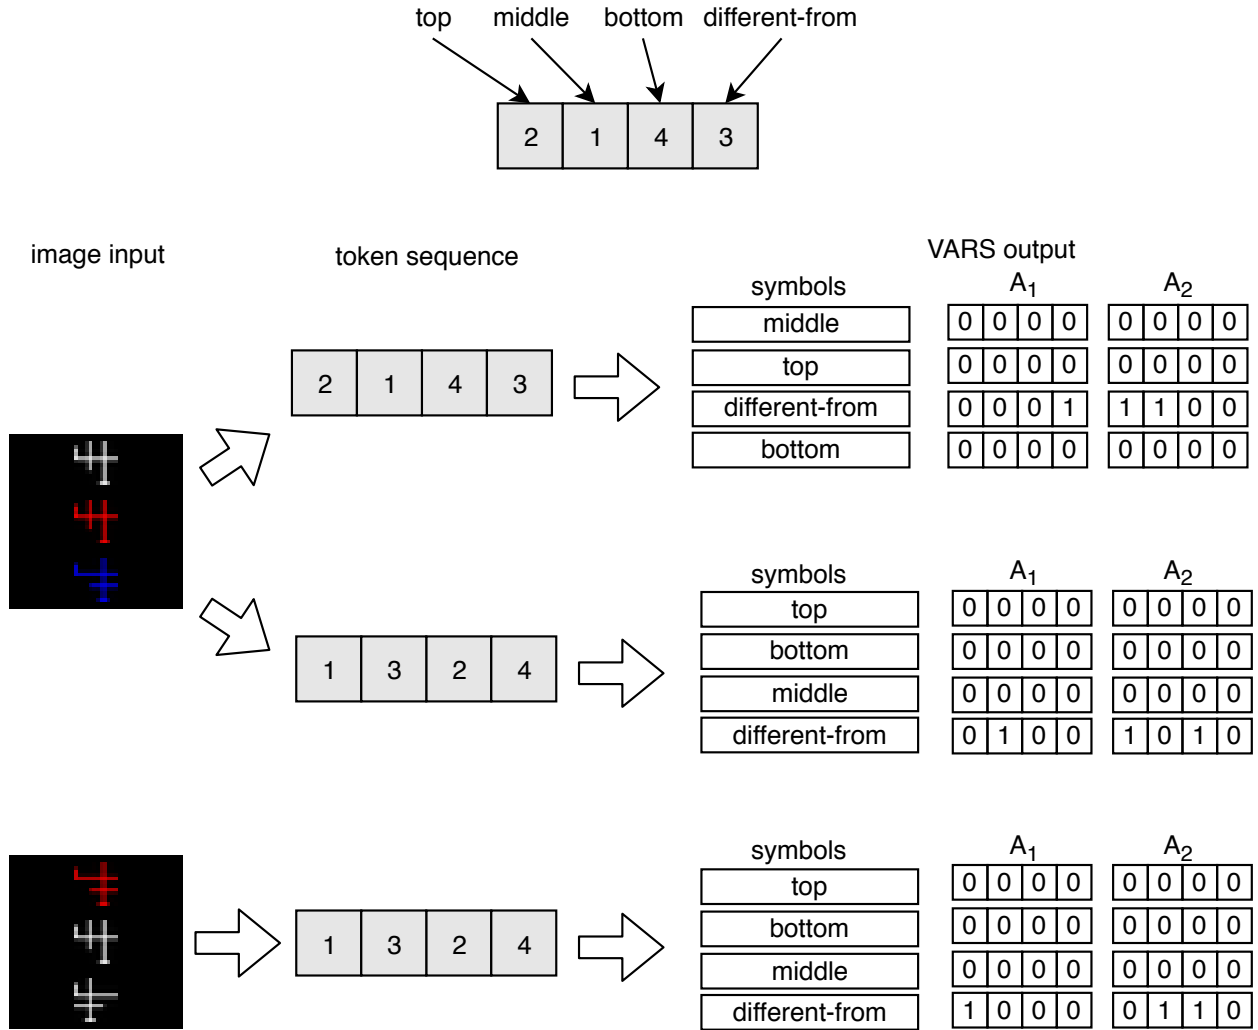 top middle bottom different-from
2 1 4 3
image input token sequence VARS output
symbols A1 A2
middle 0 0 0 0 0 0 0 0
top 0 0 0 0 0 0 0 0
2 1 4 3
different-from 0 0 0 1 1 1 0 0
bottom 0 0 0 0 0 0 0 0
symbols A1 A2
top 0 0 0 0 0 0 0 0
bottom 0 0 0 0 0 0 0 0
1 3 2 4
middle 0 0 0 0 0 0 0 0
different-from 0 1 0 0 1 0 1 0
symbols A1 A2
top 0 0 0 0 0 0 0 0
bottom 0 0 0 0 0 0 0 0
1 3 2 4
middle 0 0 0 0 0 0 0 0
different-from 1 0 0 0 0 1 1 0